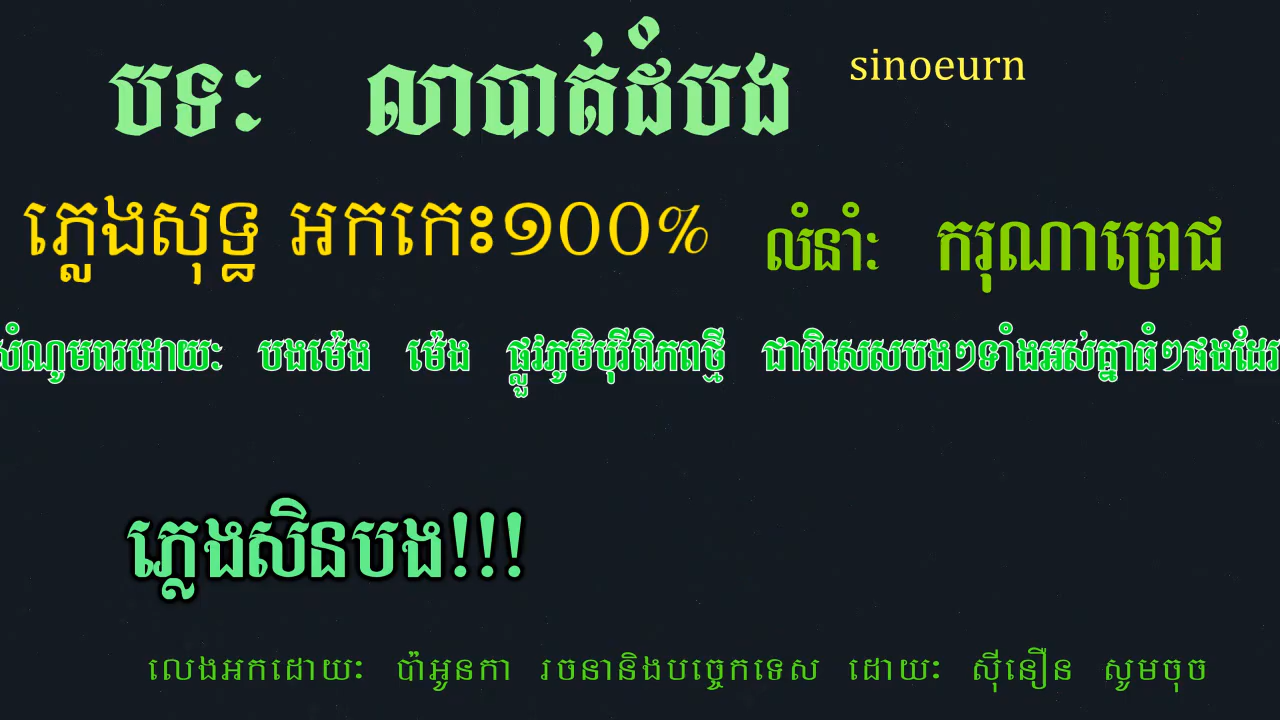 បទៈ លាបាត់ដំបង sinoeurn
ភ្លេងសុទ្ធ អកកេះ១០០% លំនាំៈ ករុណាព្រេជ
សំណូមពរដោយៈ បងម៉េង ម៉េង ផ្លូវភូមិបុរីពិភពថ្មី ជាពិសេសបងៗទាំងអស់គ្នាធំៗផងដែរ
ភ្លេងសិនបង!!!
លេងអកដោយៈ ប៉ាអូនកា រចនានិងបច្ចេកទេស ដោយៈ ស៊ីនឿន សូមចុច